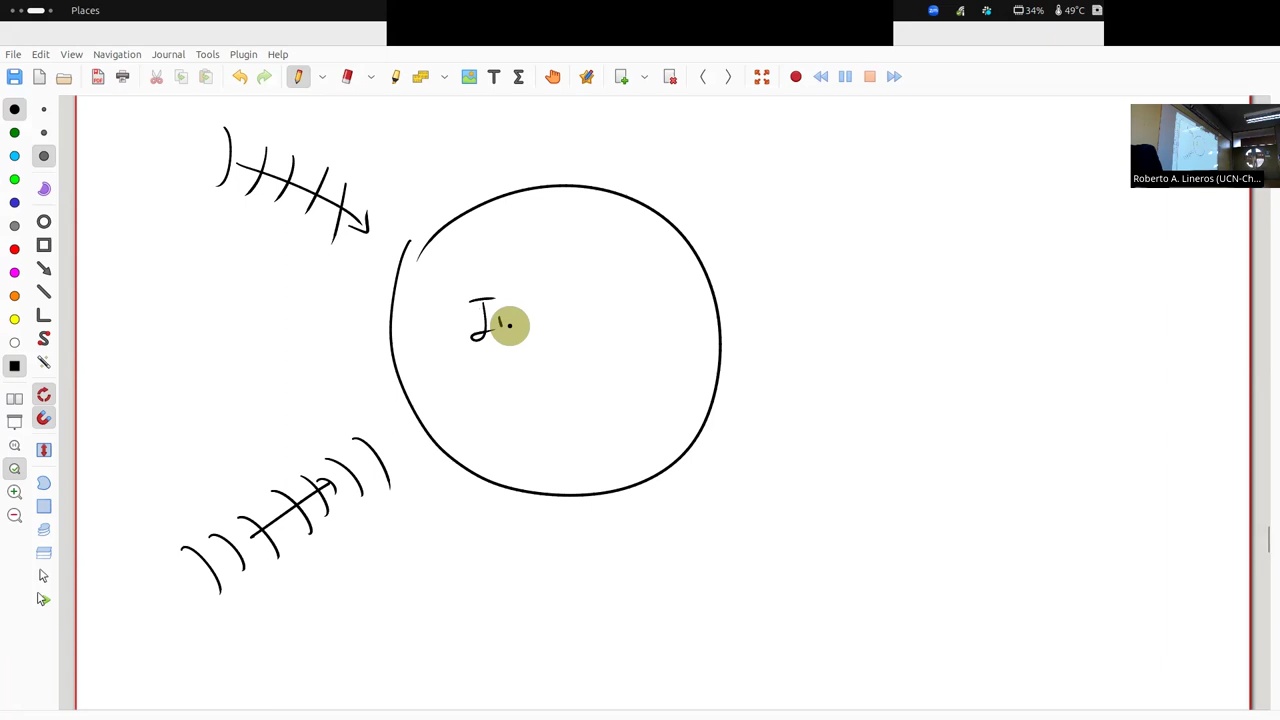 Places
34%
49°C
File Edit View Navigation Journal Tools Plugin Help
Roberto A. Lineros (UCN-Ch...